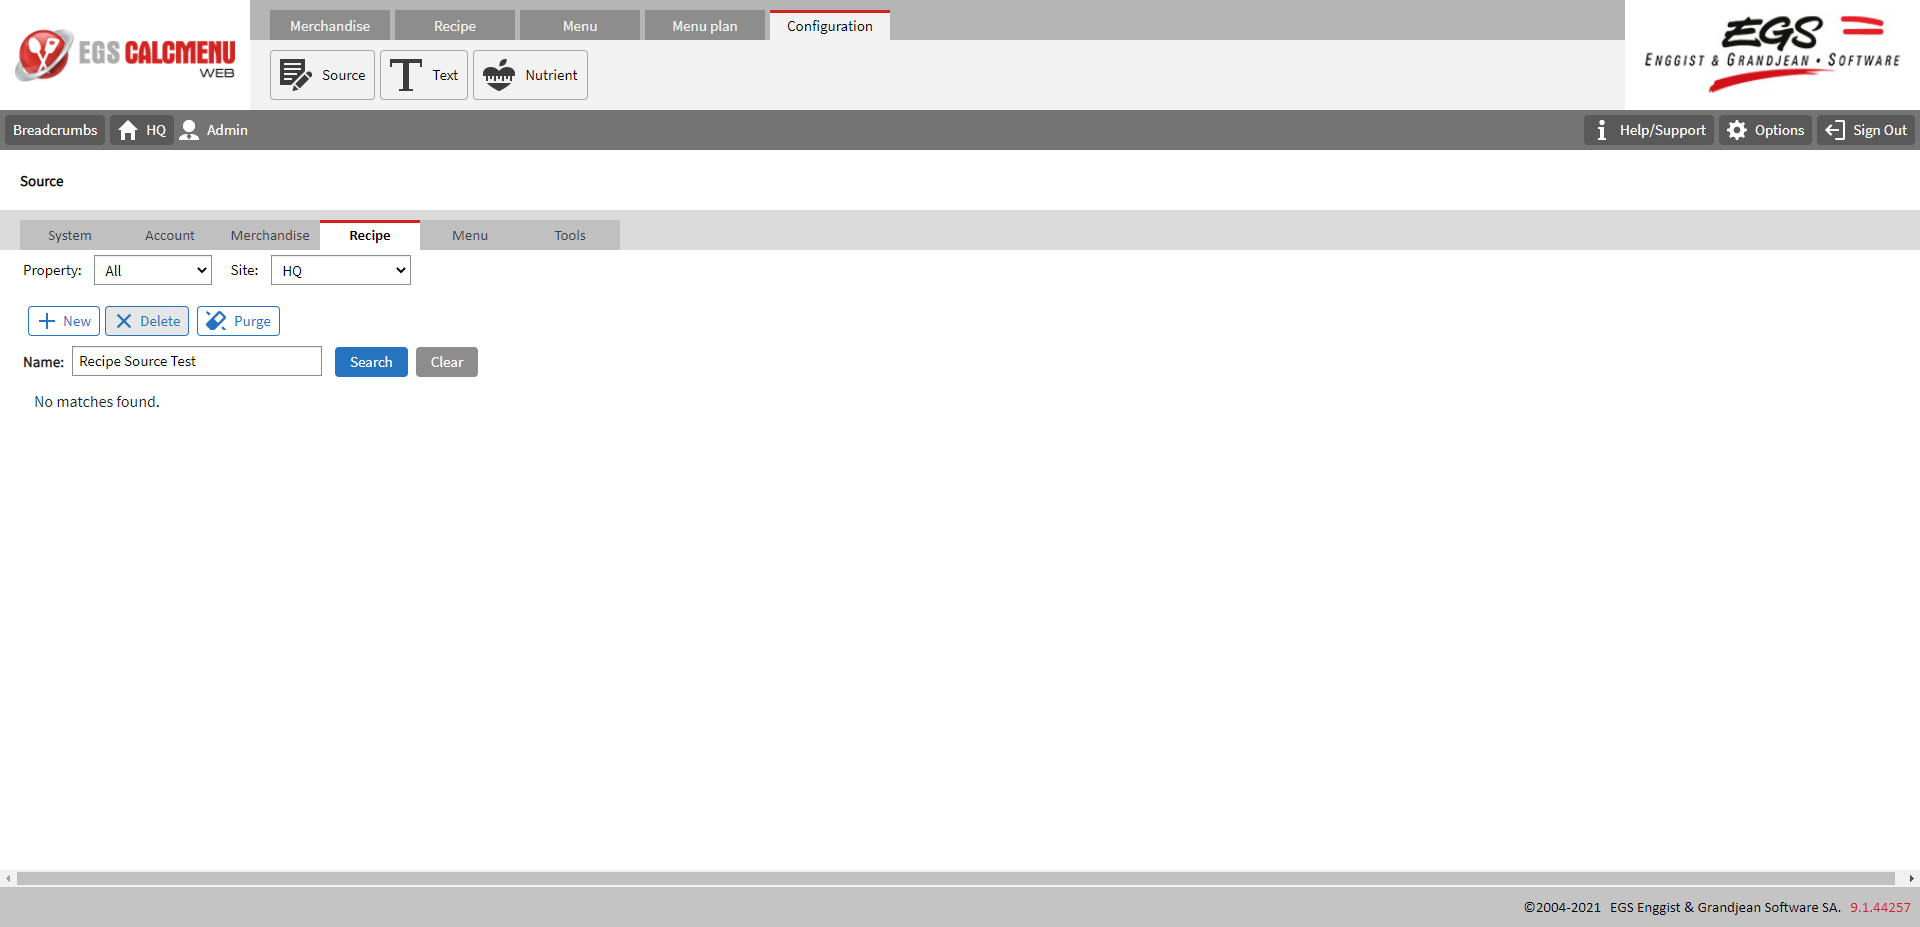 EGS CALCMENU
WEB
Merchandise Recipe Menu Menu plan Configuration
Source Text Nutrient
EGS
ENGGIST & GRANDJEAN • SOFTWARE
Breadcrumbs HQ Admin Help/Support Options Sign Out
Source
System Account Merchandise Recipe Menu Tools
Property: All Site: HQ
New Delete Purge
Name: Recipe Source Test Search Clear
No matches found.
©2004-2021 EGS Enggist & Grandjean Software SA. 9.1.44257